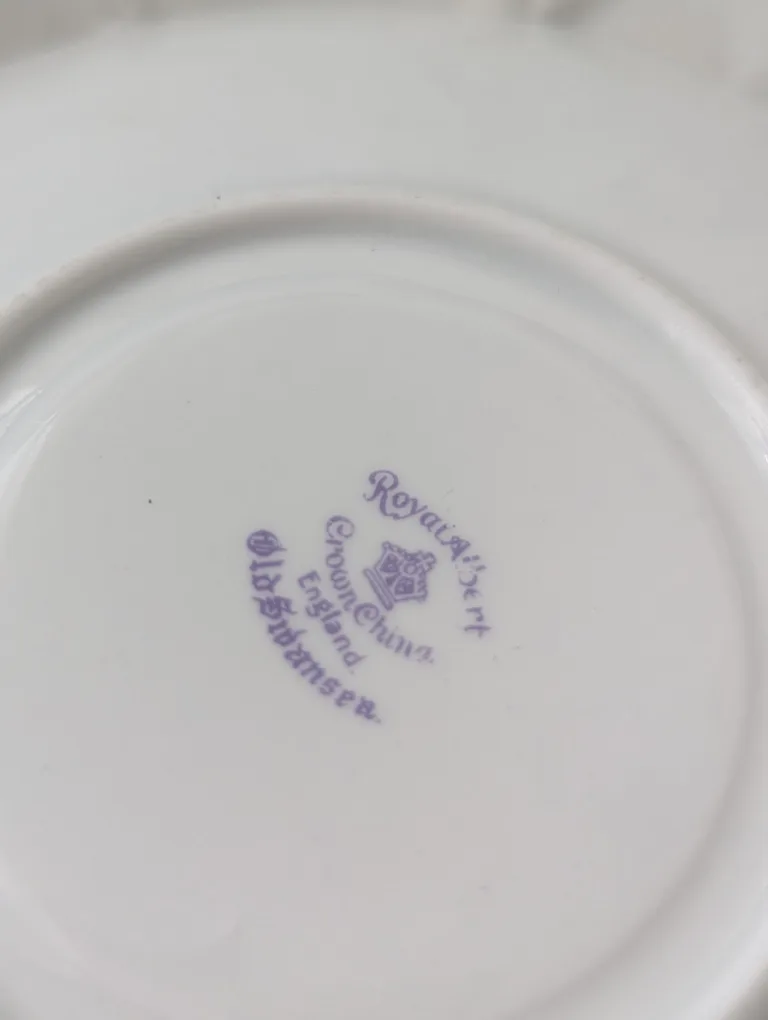 Royal Albert
Crown China
England
Old Swansea